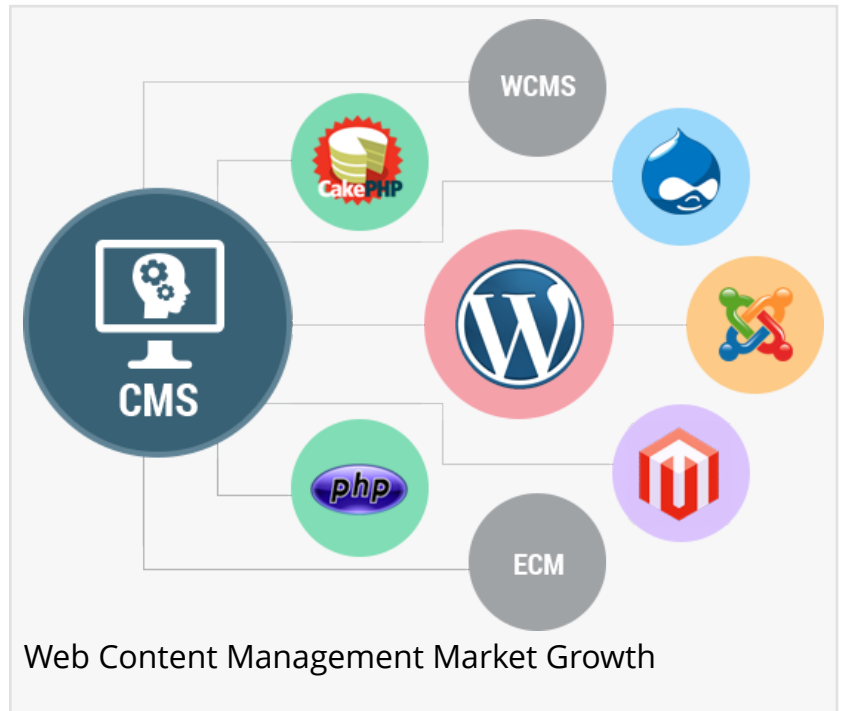 WCMS
CakePHP
W
CMS
php
ECM
Web Content Management Market Growth